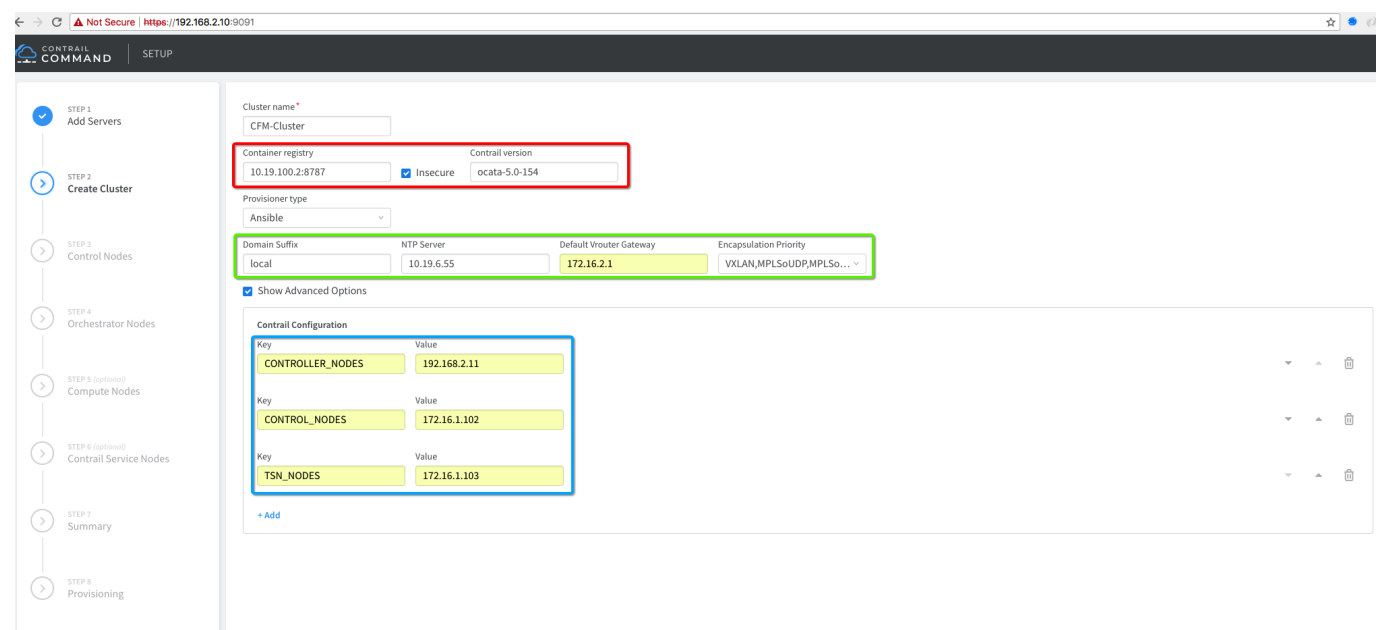 Not Secure | https://192.168.2.10:9091
CONTRAIL
COMMAND
SETUP
STEP 1
Add Servers
STEP 2
Create Cluster
STEP 3
Control Nodes
STEP 4
Orchestrator Nodes
STEP 5 (optional)
Compute Nodes
STEP 6 (optional)
Contrail Service Nodes
STEP 7
Summary
STEP 8
Provisioning
Cluster name*
CFM-Cluster
Container registry Contrail version
10.19.100.2:8787 Insecure ocata-5.0-154
Provisioner type
Ansible
Domain Suffix NTP Server Default Vrouter Gateway Encapsulation Priority
local 10.19.6.55 172.16.2.1 VXLAN,MPLSoUDP,MPLSo...
Show Advanced Options
Contrail Configuration
Key Value
CONTROLLER_NODES 192.168.2.11
Key Value
CONTROL_NODES 172.16.1.102
Key Value
TSN_NODES 172.16.1.103
+ Add